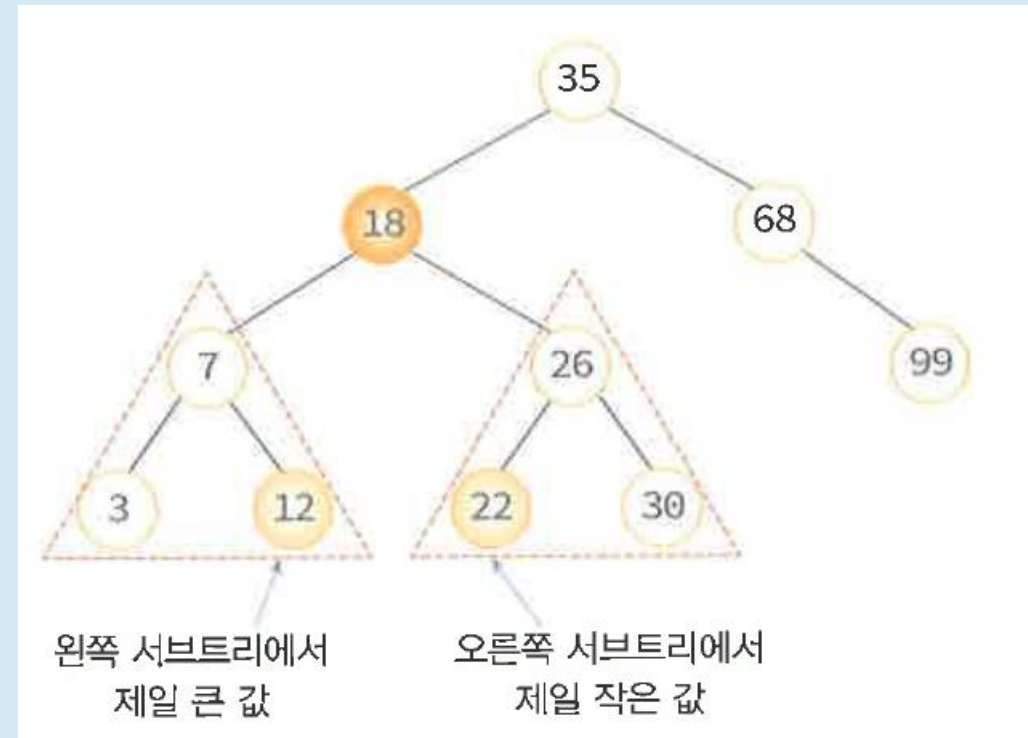 35
18
68
7
26
99
3
12
22
30
왼쪽 서브트리에서
제일 큰 값
오른쪽 서브트리에서
제일 작은 값